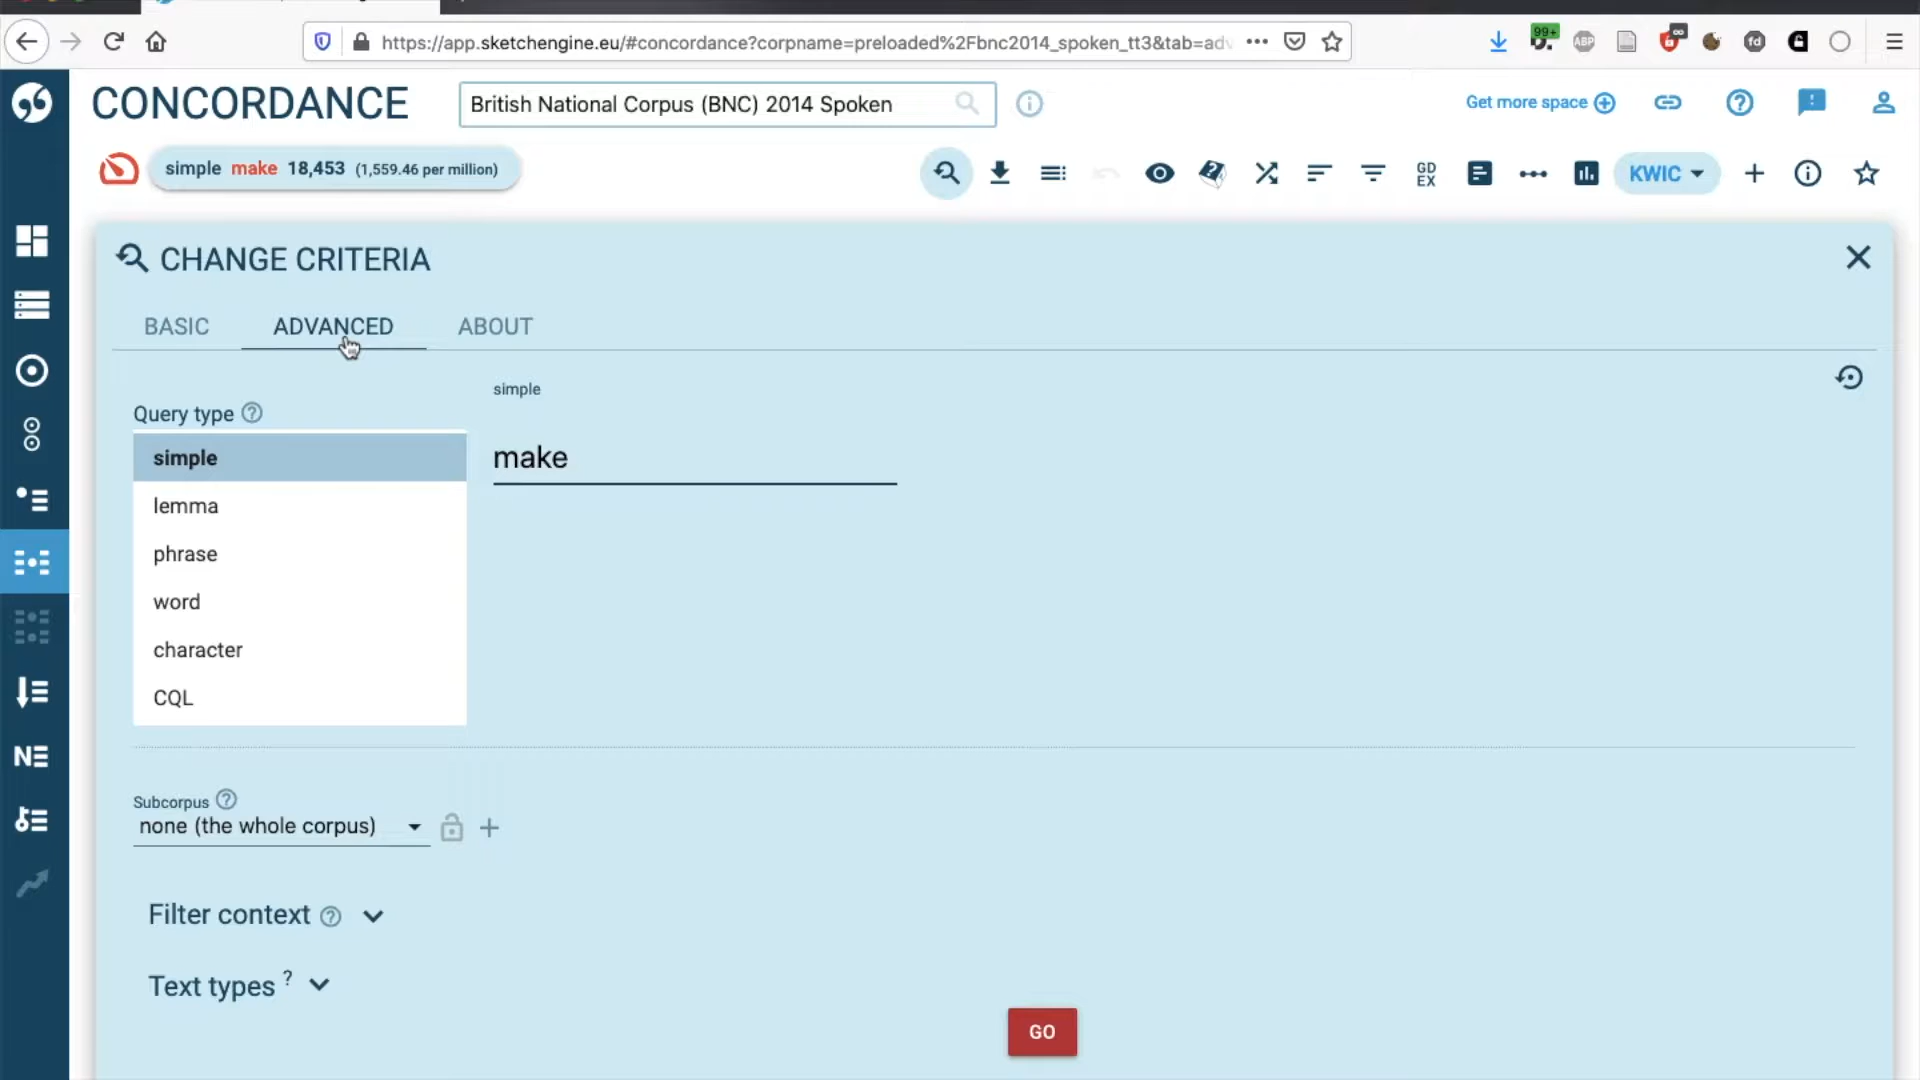 https://app.sketchengine.eu/#concordance?corpname=preloaded%2Fbnc2014_spoken_tt3&tab=adv
99+
ABP
fd
CONCORDANCE
British National Corpus (BNC) 2014 Spoken
Get more space
simple make 18,453 (1,559.46 per million)
GD
EX
KWIC
CHANGE CRITERIA
BASIC
ADVANCED
ABOUT
simple
Query type ?
simple
make
lemma
phrase
word
character
CQL
Subcorpus ?
none (the whole corpus)
Filter context ?
Text types ?
GO
N